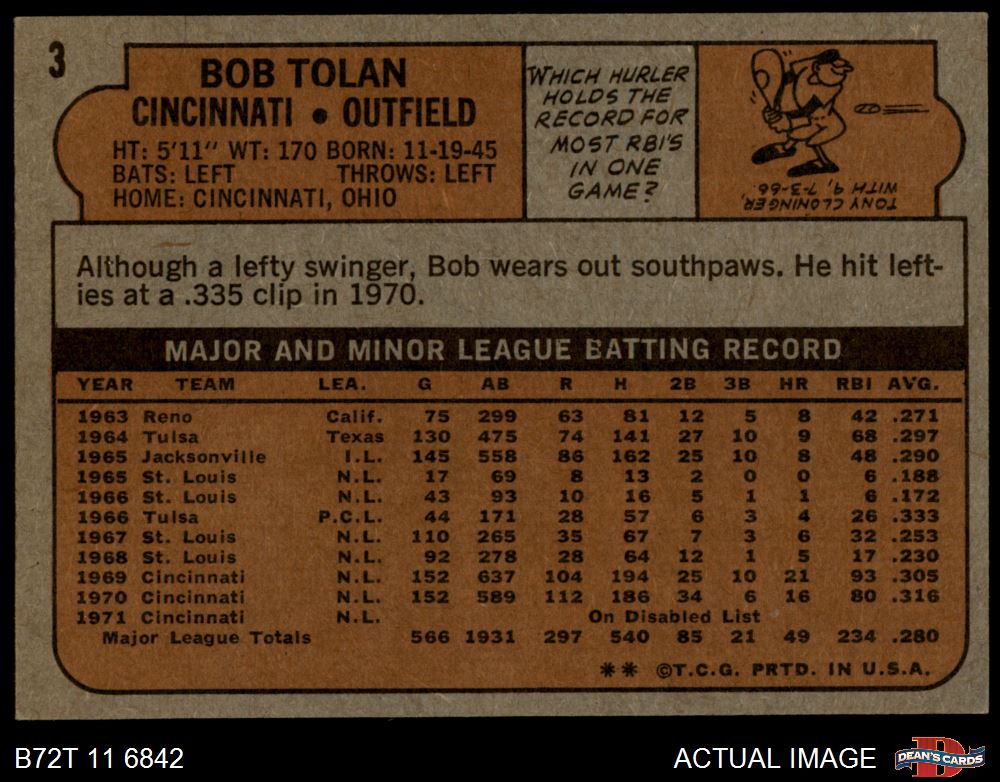 3
BOB TOLAN
CINCINNATI • OUTFIELD
HT: 5'11" WT: 170 BORN: 11-19-45
BATS: LEFT THROWS: LEFT
HOME: CINCINNATI, OHIO
WHICH HURLER
HOLDS THE
RECORD FOR
MOST RBI'S
IN ONE
GAME?
TONY CLONINGER,
WITH 9, 7-3-66.
Although a lefty swinger, Bob wears out southpaws. He hit left-
ies at a .335 clip in 1970.
MAJOR AND MINOR LEAGUE BATTING RECORD
YEAR TEAM LEA. G AB R H 2B 3B HR RBI AVG.
1963 Reno Calif. 75 299 63 81 12 5 8 42 .271
1964 Tulsa Texas 130 475 74 141 27 10 9 68 .297
1965 Jacksonville I.L. 145 558 86 162 25 10 8 48 .290
1965 St. Louis N.L. 17 69 8 13 2 0 0 6 .188
1966 St. Louis N.L. 43 93 10 16 5 1 1 6 .172
1966 Tulsa P.C.L. 44 171 28 57 6 3 4 26 .333
1967 St. Louis N.L. 110 265 35 67 7 3 6 32 .253
1968 St. Louis N.L. 92 278 28 64 12 1 5 17 .230
1969 Cincinnati N.L. 152 637 104 194 25 10 21 93 .305
1970 Cincinnati N.L. 152 589 112 186 34 6 16 80 .316
1971 Cincinnati N.L. On Disabled List
Major League Totals 566 1931 297 540 85 21 49 234 .280
** ©T.C.G. PRTD. IN U.S.A.
B72T 11 6842
ACTUAL IMAGE
D
DEAN'S CARDS